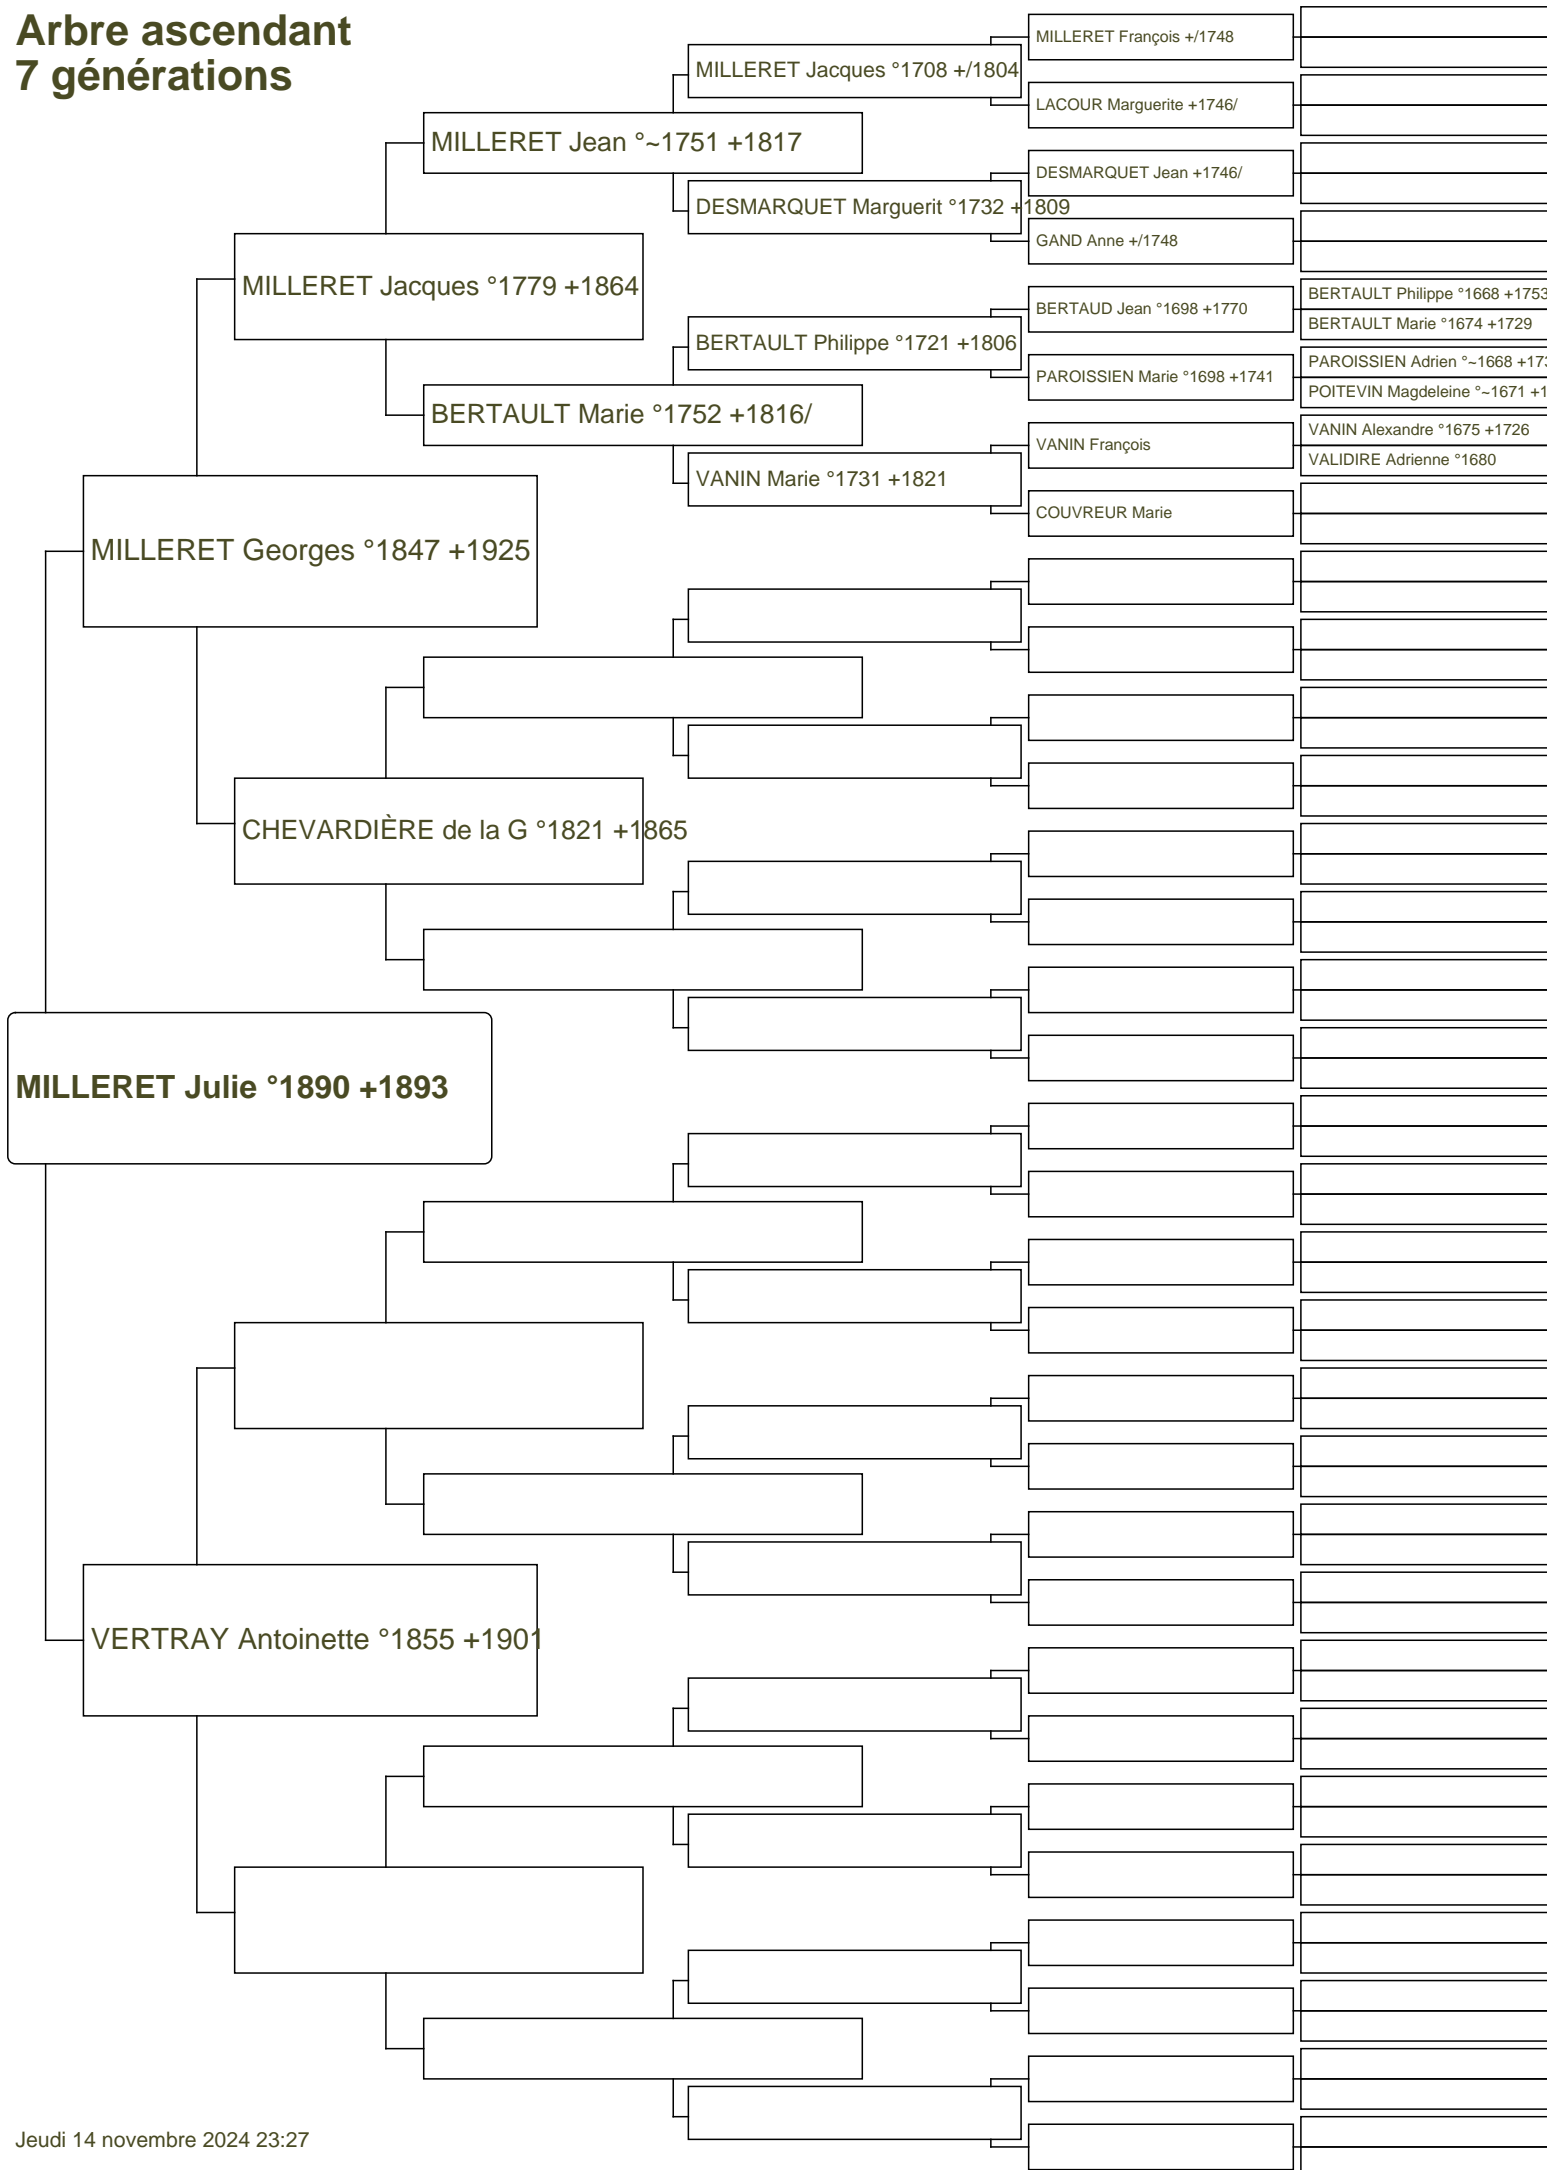 Arbre ascendant
7 générations
MILLERET François +/1748
MILLERET Jacques °1708 +/1804
LACOUR Marguerite +1746/
MILLERET Jean °~1751 +1817
DESMARQUET Jean +1746/
DESMARQUET Marguerit °1732 +1809
GAND Anne +/1748
MILLERET Jacques °1779 +1864
BERTAULT Philippe °1668 +1753
BERTAUD Jean °1698 +1770
BERTAULT Marie °1674 +1729
BERTAULT Philippe °1721 +1806
PAROISSIEN Adrien °~1668 +173
PAROISSIEN Marie °1698 +1741
POITEVIN Magdeleine °~1671 +1
BERTAULT Marie °1752 +1816/
VANIN Alexandre °1675 +1726
VANIN François
VALIDIRE Adrienne °1680
VANIN Marie °1731 +1821
COUVREUR Marie
MILLERET Georges °1847 +1925
CHEVARDIÈRE de la G °1821 +1865
MILLERET Julie °1890 +1893
VERTRAY Antoinette °1855 +1901
Jeudi 14 novembre 2024 23:27